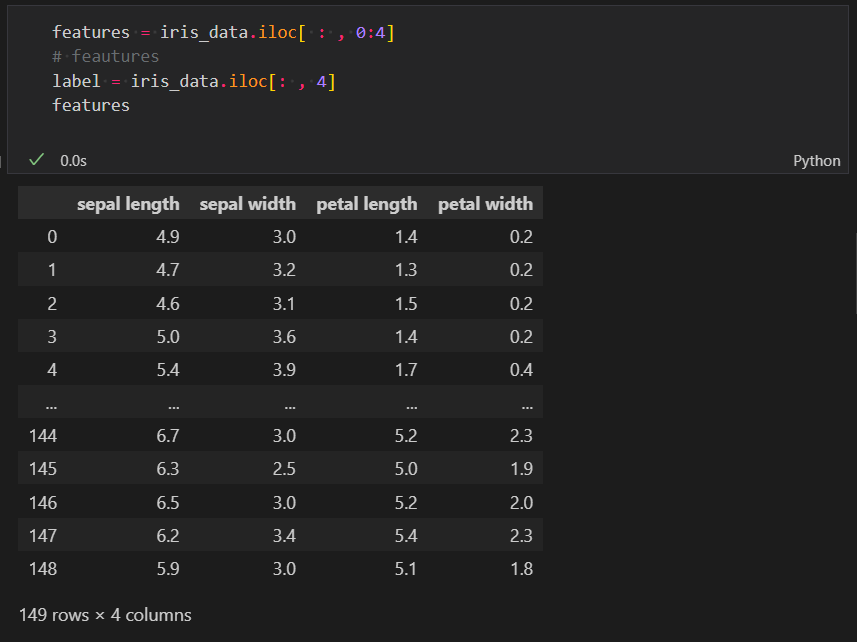 features = iris_data.iloc[ : , 0:4]
# feautures
label = iris_data.iloc[: , 4]
features
0.0s Python
sepal length sepal width petal length petal width
0 4.9 3.0 1.4 0.2
1 4.7 3.2 1.3 0.2
2 4.6 3.1 1.5 0.2
3 5.0 3.6 1.4 0.2
4 5.4 3.9 1.7 0.4
... ... ... ... ...
144 6.7 3.0 5.2 2.3
145 6.3 2.5 5.0 1.9
146 6.5 3.0 5.2 2.0
147 6.2 3.4 5.4 2.3
148 5.9 3.0 5.1 1.8
149 rows × 4 columns